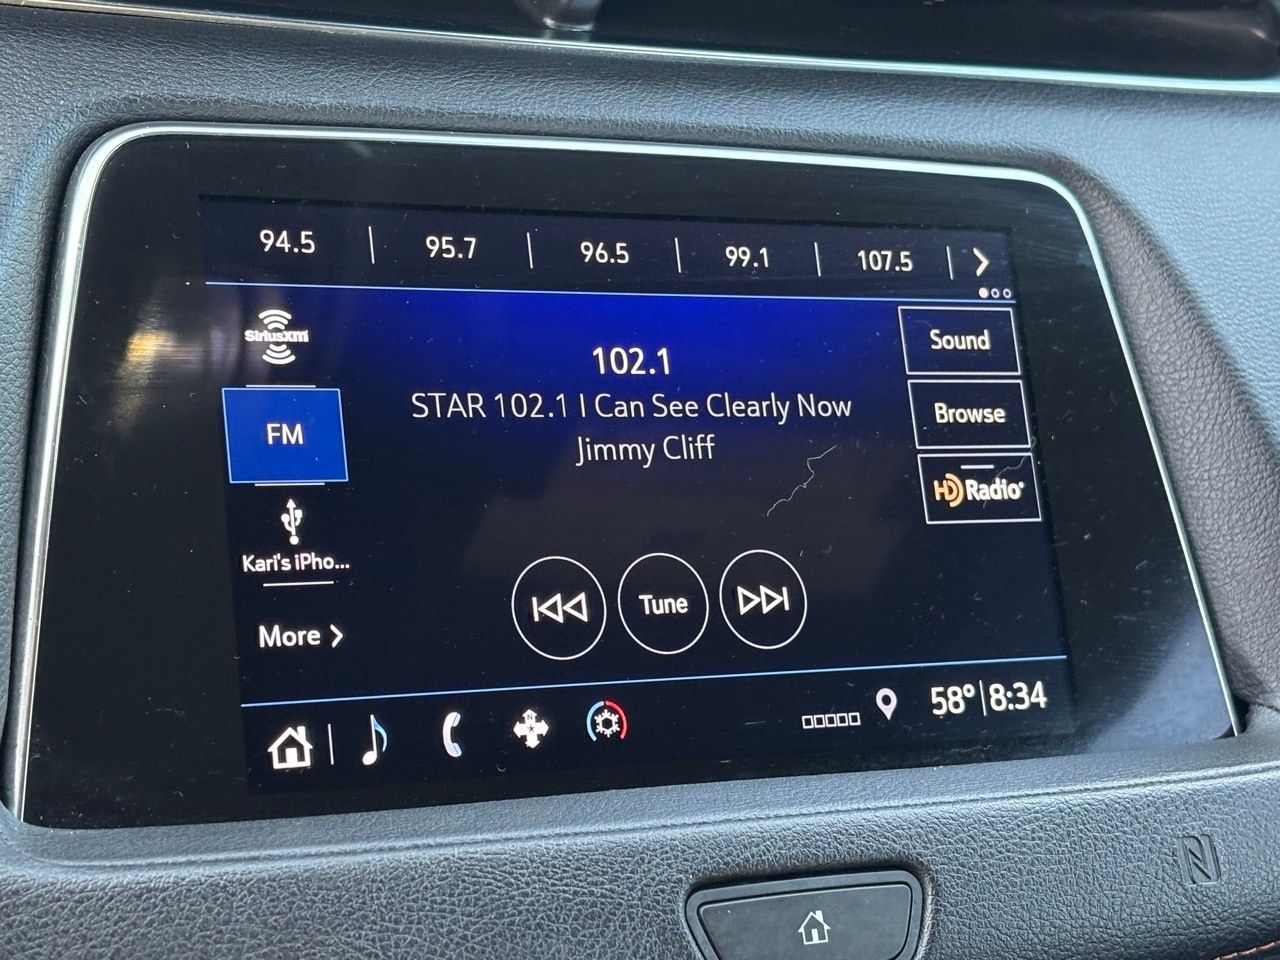 94.5 | 95.7 | 96.5 | 99.1 | 107.5 |
SiriusXM
FM
Kari's iPho...
More
102.1
STAR 102.1 I Can See Clearly Now
Jimmy Cliff
Tune
Sound
Browse
HD Radio
N
58° | 8:34
N